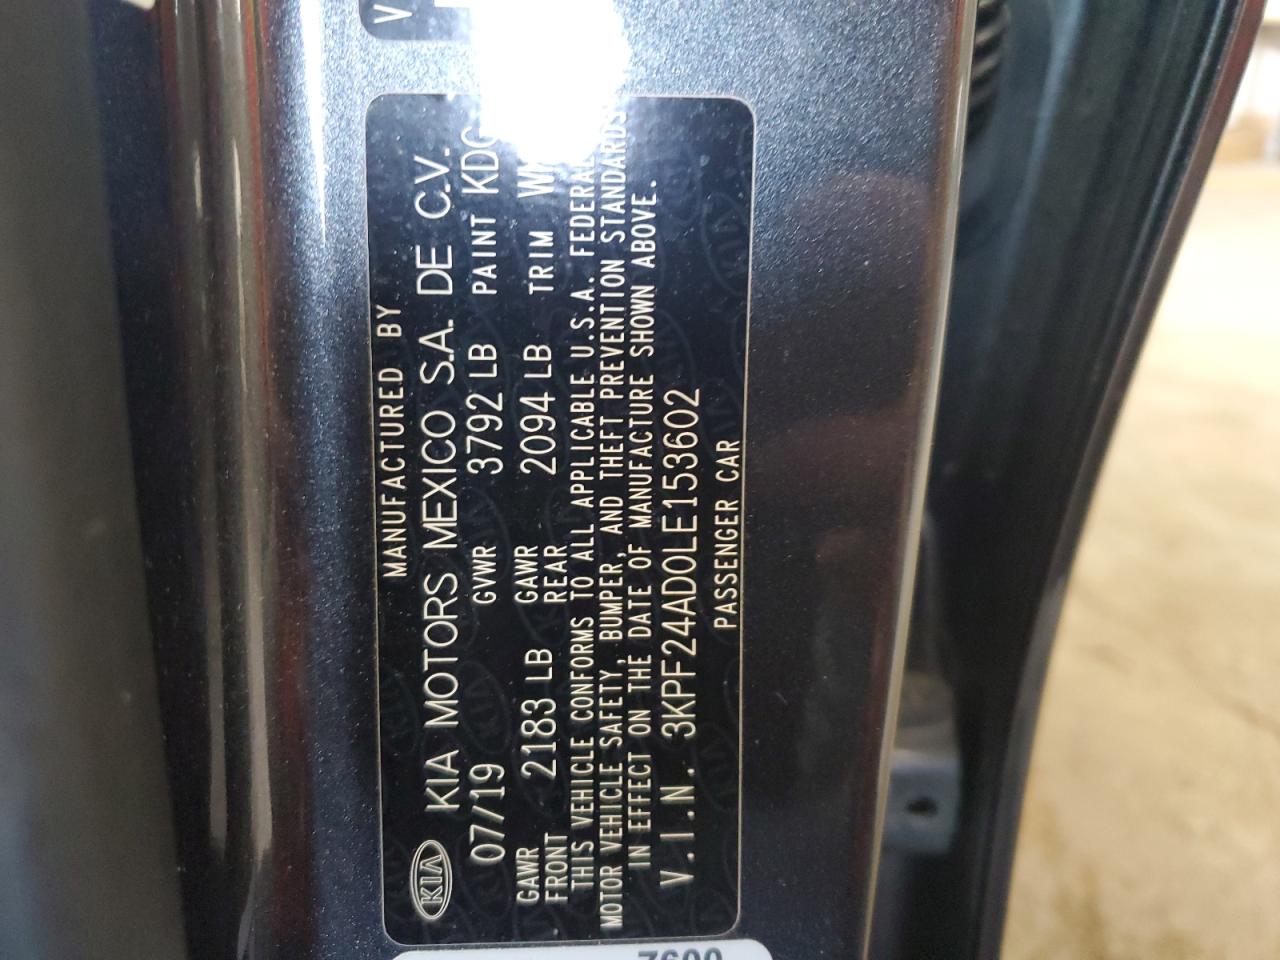 MANUFACTURED BY
KIA KIA MOTORS MEXICO S.A. DE C.V.
07/19 GVWR 3792 LB PAINT
GAWR FRONT 2183 LB GAWR REAR 2094 LB TRIM
THIS VEHICLE CONFORMS TO ALL APPLICABLE U.S.A. FEDERAL
MOTOR VEHICLE SAFETY, BUMPER, AND THEFT PREVENTION STANDARDS
IN EFFECT ON THE DATE OF MANUFACTURE SHOWN ABOVE.
V.I.N. 3KPF24AD0LE153602
PASSENGER CAR
7600